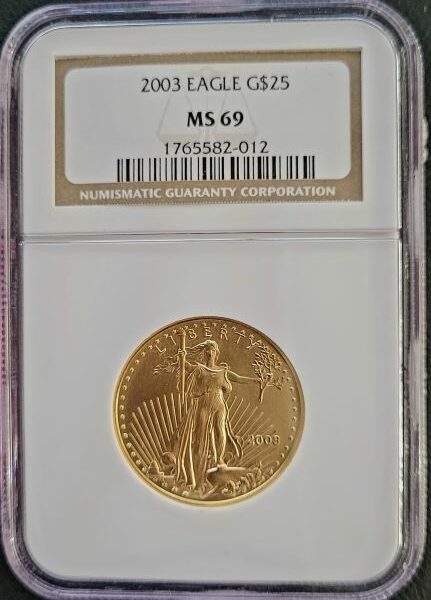 2003 EAGLE G$25
MS 69
1765582-012
NUMISMATIC GUARANTY CORPORATION
LIBERTY
2003